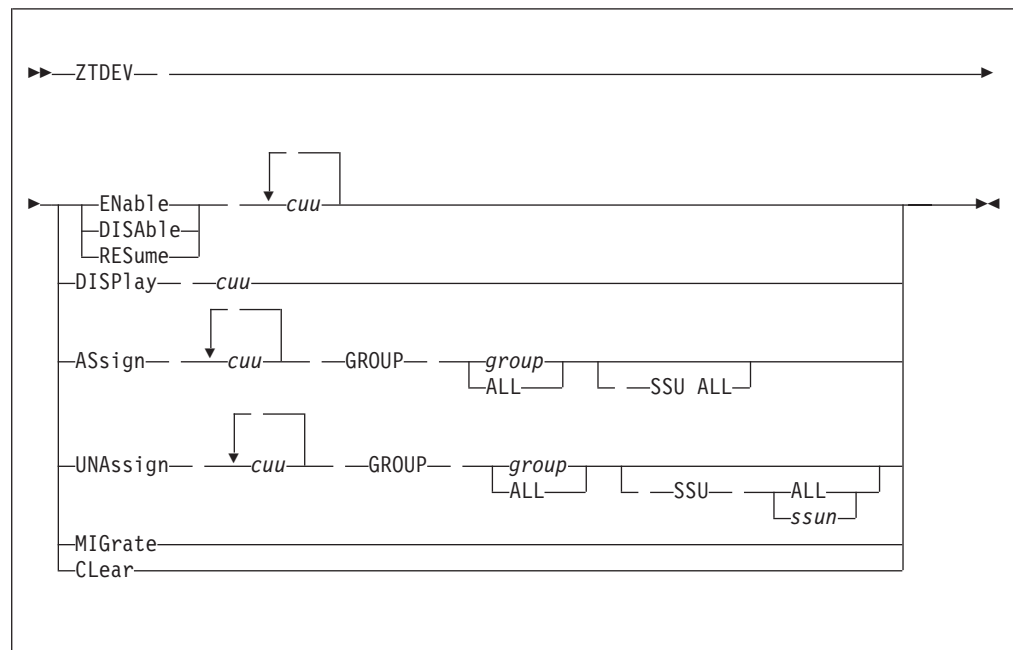 ZTDEV
ENable cuu
DISAble
RESume
DISPlay cuu
ASsign cuu GROUP group
ALL SSU ALL
UNAssign cuu GROUP group
ALL SSU ALL
ssun
MIGrate
CLear